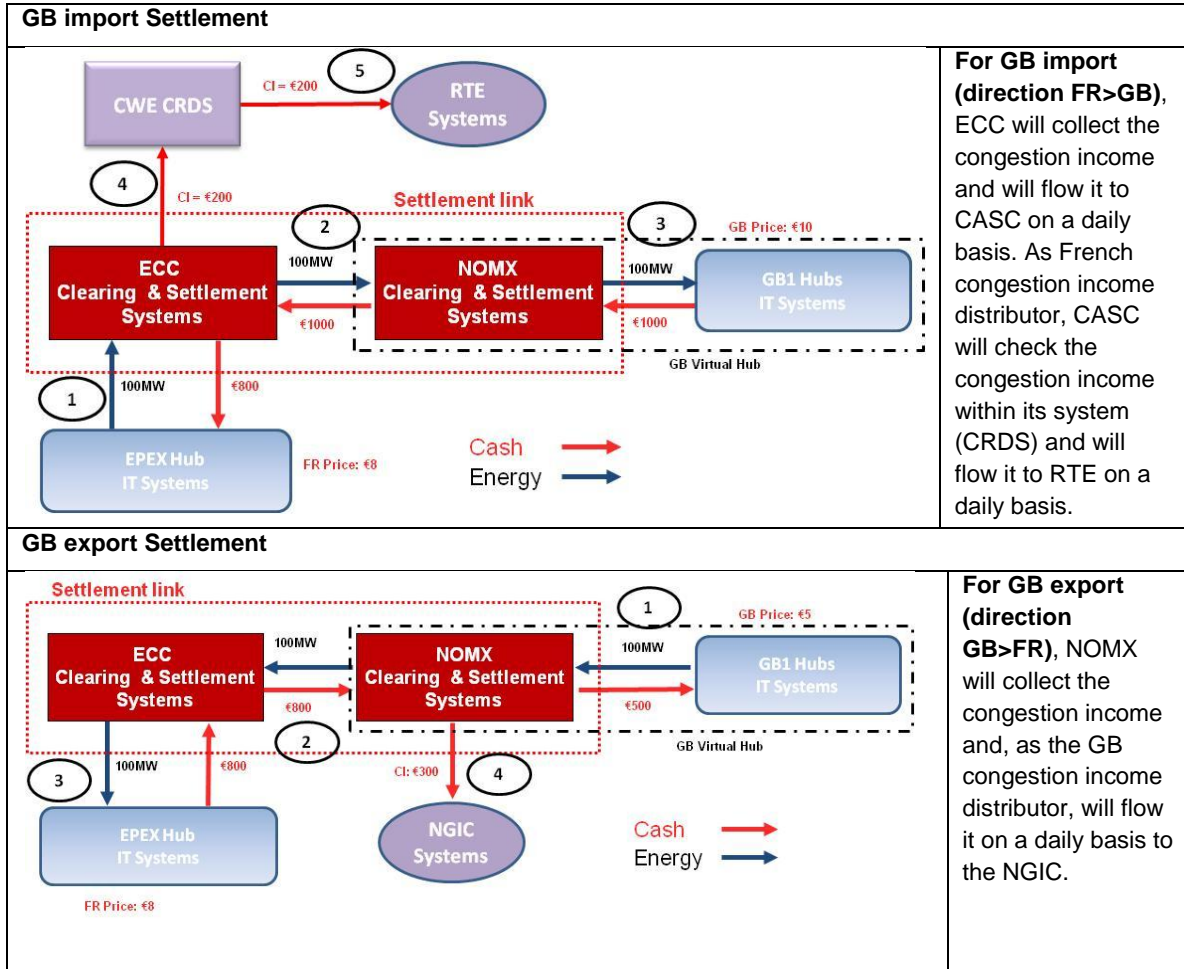 GB import Settlement
5
CI = €200
CWE CRDS
RTE
Systems
4
CI = €200
Settlement link
2
3
GB Price: €10
ECC
Clearing & Settlement
Systems
100MW
€1000
NOMX
Clearing & Settlement
Systems
100MW
€1000
GB1 Hubs
IT Systems
GB Virtual Hub
1
100MW
€800
EPEX Hub
IT Systems
FR Price: €8
Cash
Energy
For GB import
(direction FR>GB),
ECC will collect the
congestion income
and will flow it to
CASC on a daily
basis. As French
congestion income
distributor, CASC
will check the
congestion income
within its system
(CRDS) and will
flow it to RTE on a
daily basis.
GB export Settlement
Settlement link
1
GB Price: €5
ECC
Clearing & Settlement
Systems
100MW
€800
NOMX
Clearing & Settlement
Systems
100MW
€500
GB1 Hubs
IT Systems
GB Virtual Hub
2
3
100MW
€800
CI: €300
4
EPEX Hub
IT Systems
FR Price: €8
NGIC
Systems
Cash
Energy
For GB export
(direction
GB>FR), NOMX
will collect the
congestion income
and, as the GB
congestion income
distributor, will flow
it on a daily basis to
the NGIC.